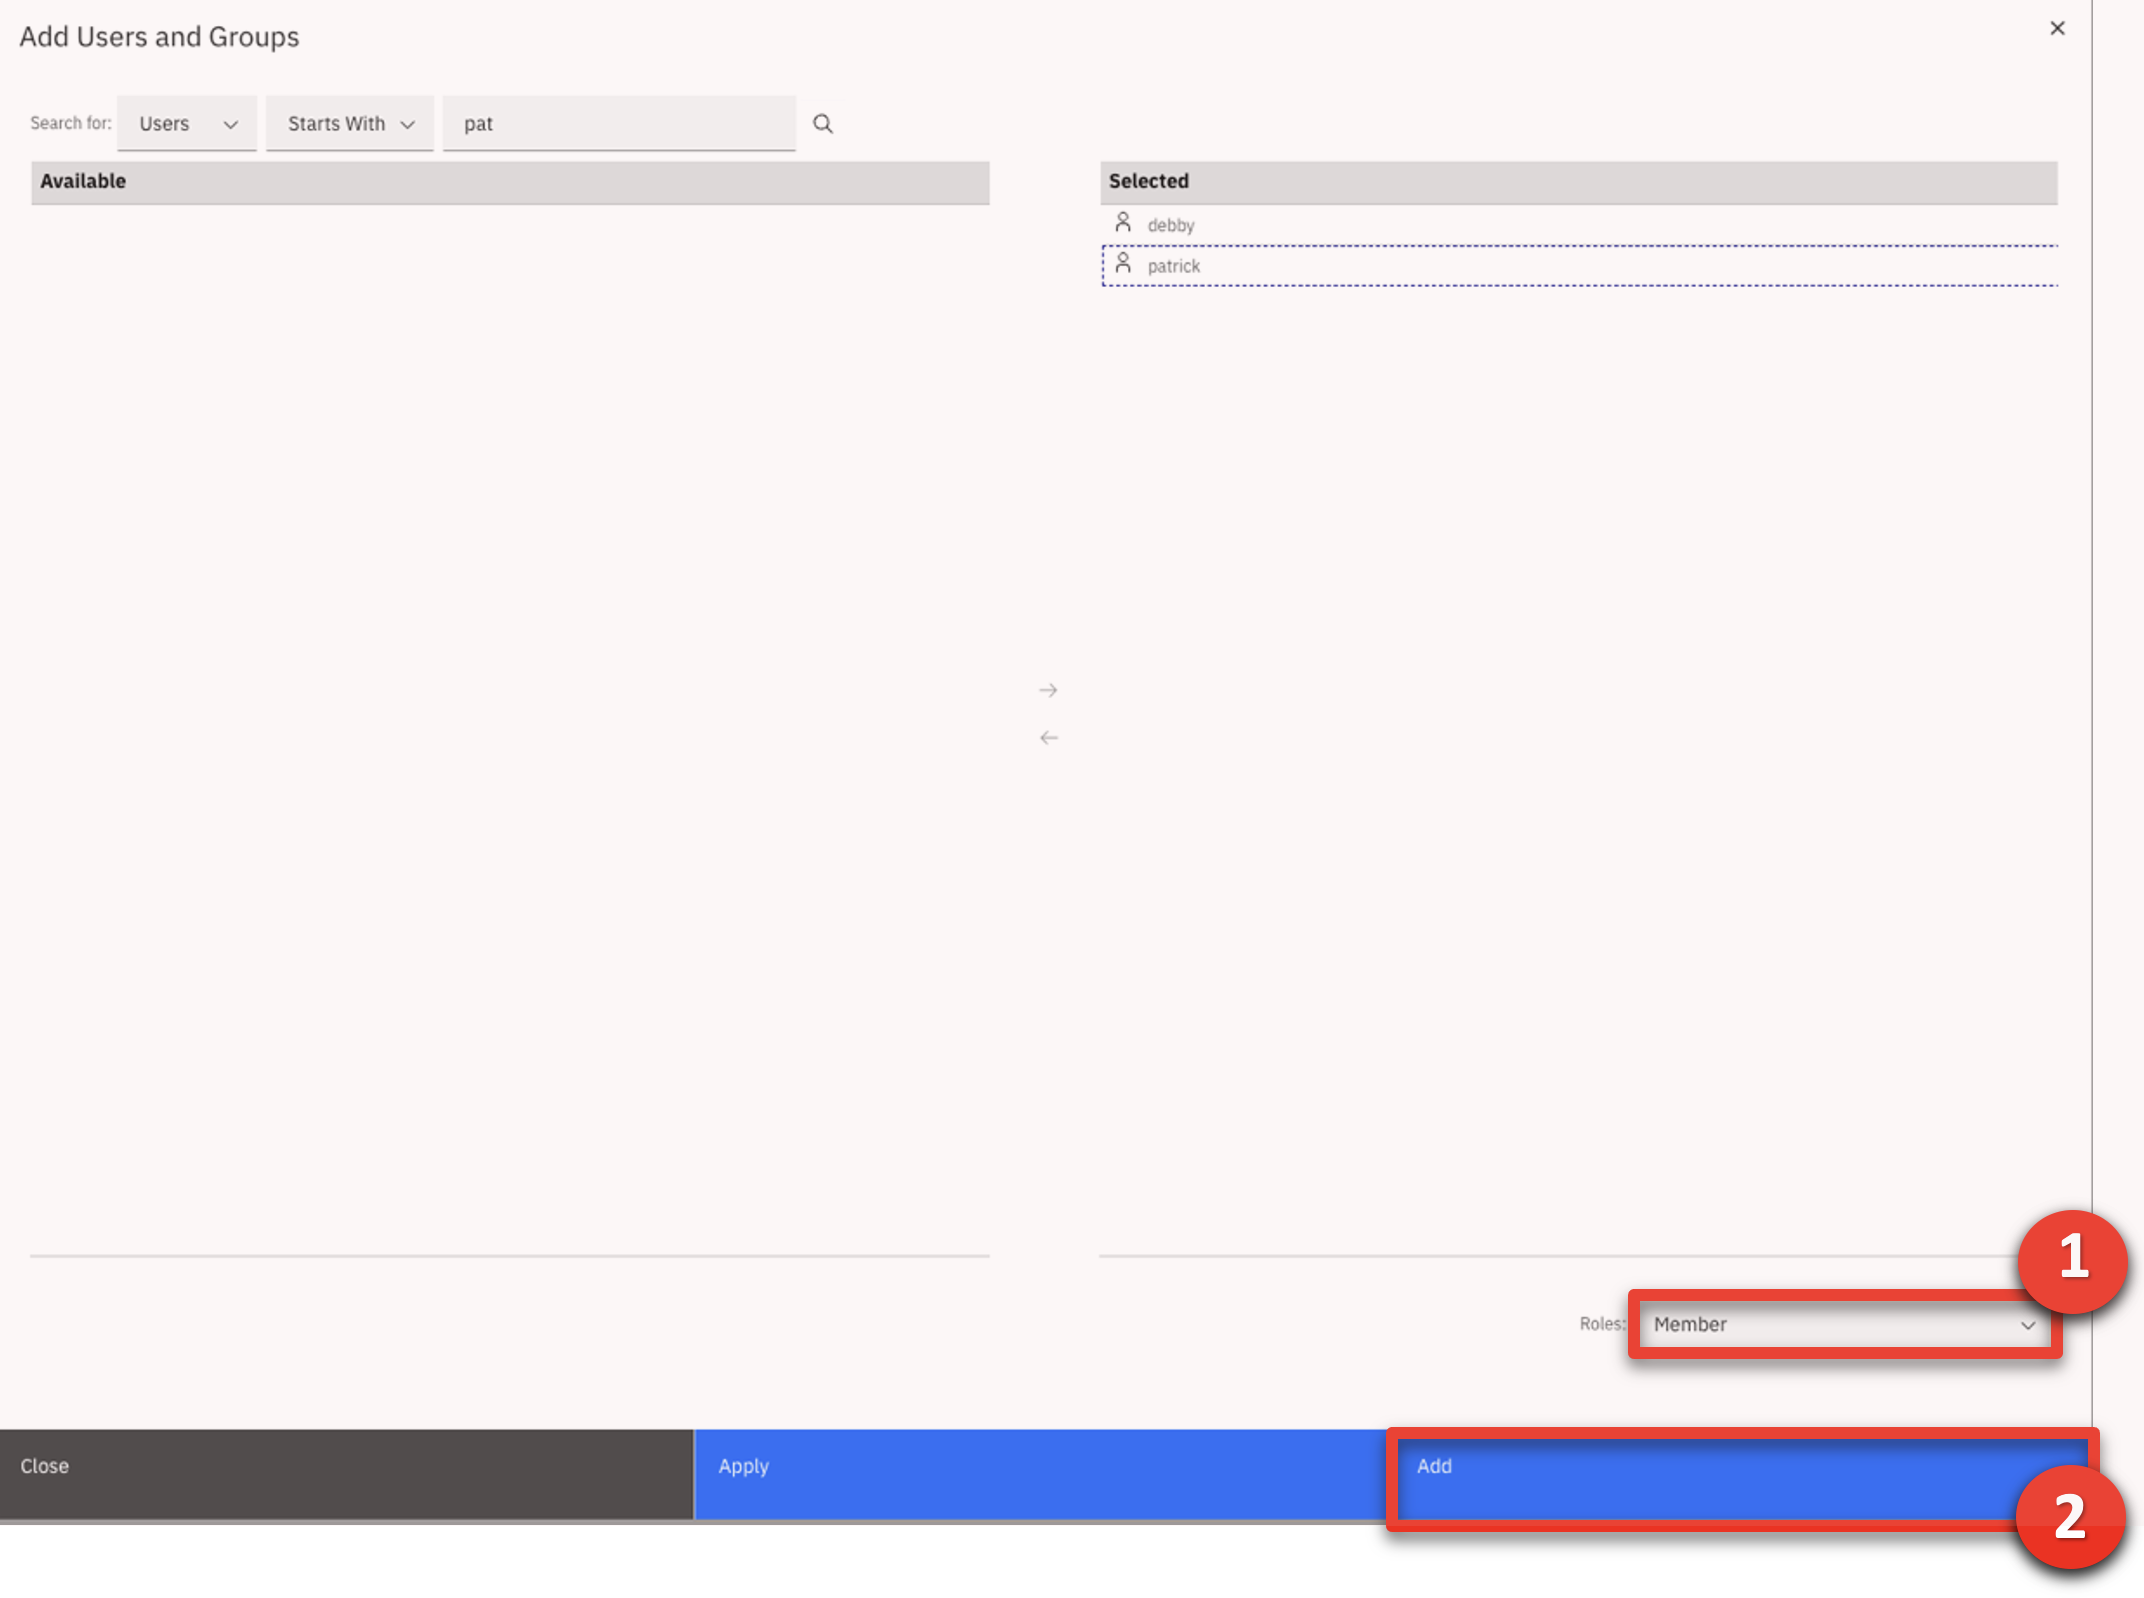 Add Users and Groups
Search for: Users Starts With pat
Available
Selected
debby
patrick
1
Roles: Member
Close Apply Add
2